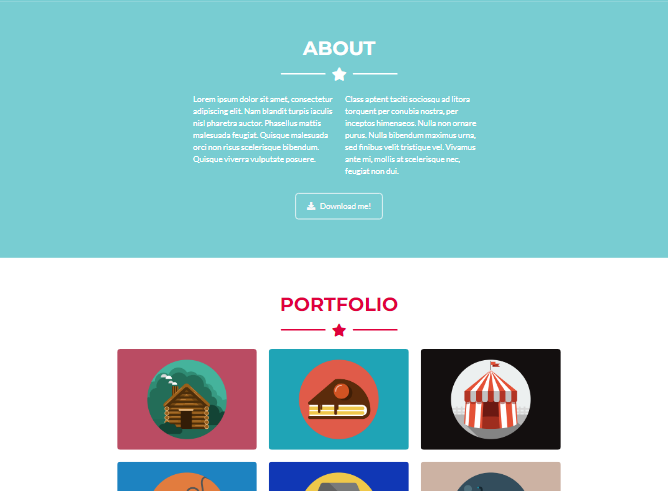 ABOUT
Lorem ipsum dolor sit amet, consectetur
adipiscing elit. Nam blandit turpis iaculis
nisl pharetra auctor. Phasellus mattis
malesuada feugiat. Quisque malesuada
orci non risus scelerisque bibendum.
Quisque viverra vulputate posuere.
Class aptent taciti sociosqu ad litora
torquent per conubia nostra, per
inceptos himenaeos. Nulla non ornare
purus. Nulla bibendum maximus urna,
sed finibus velit tristique vel. Vivamus
ante mi, mollis at scelerisque nec,
feugiat non dui.
Download me!
PORTFOLIO